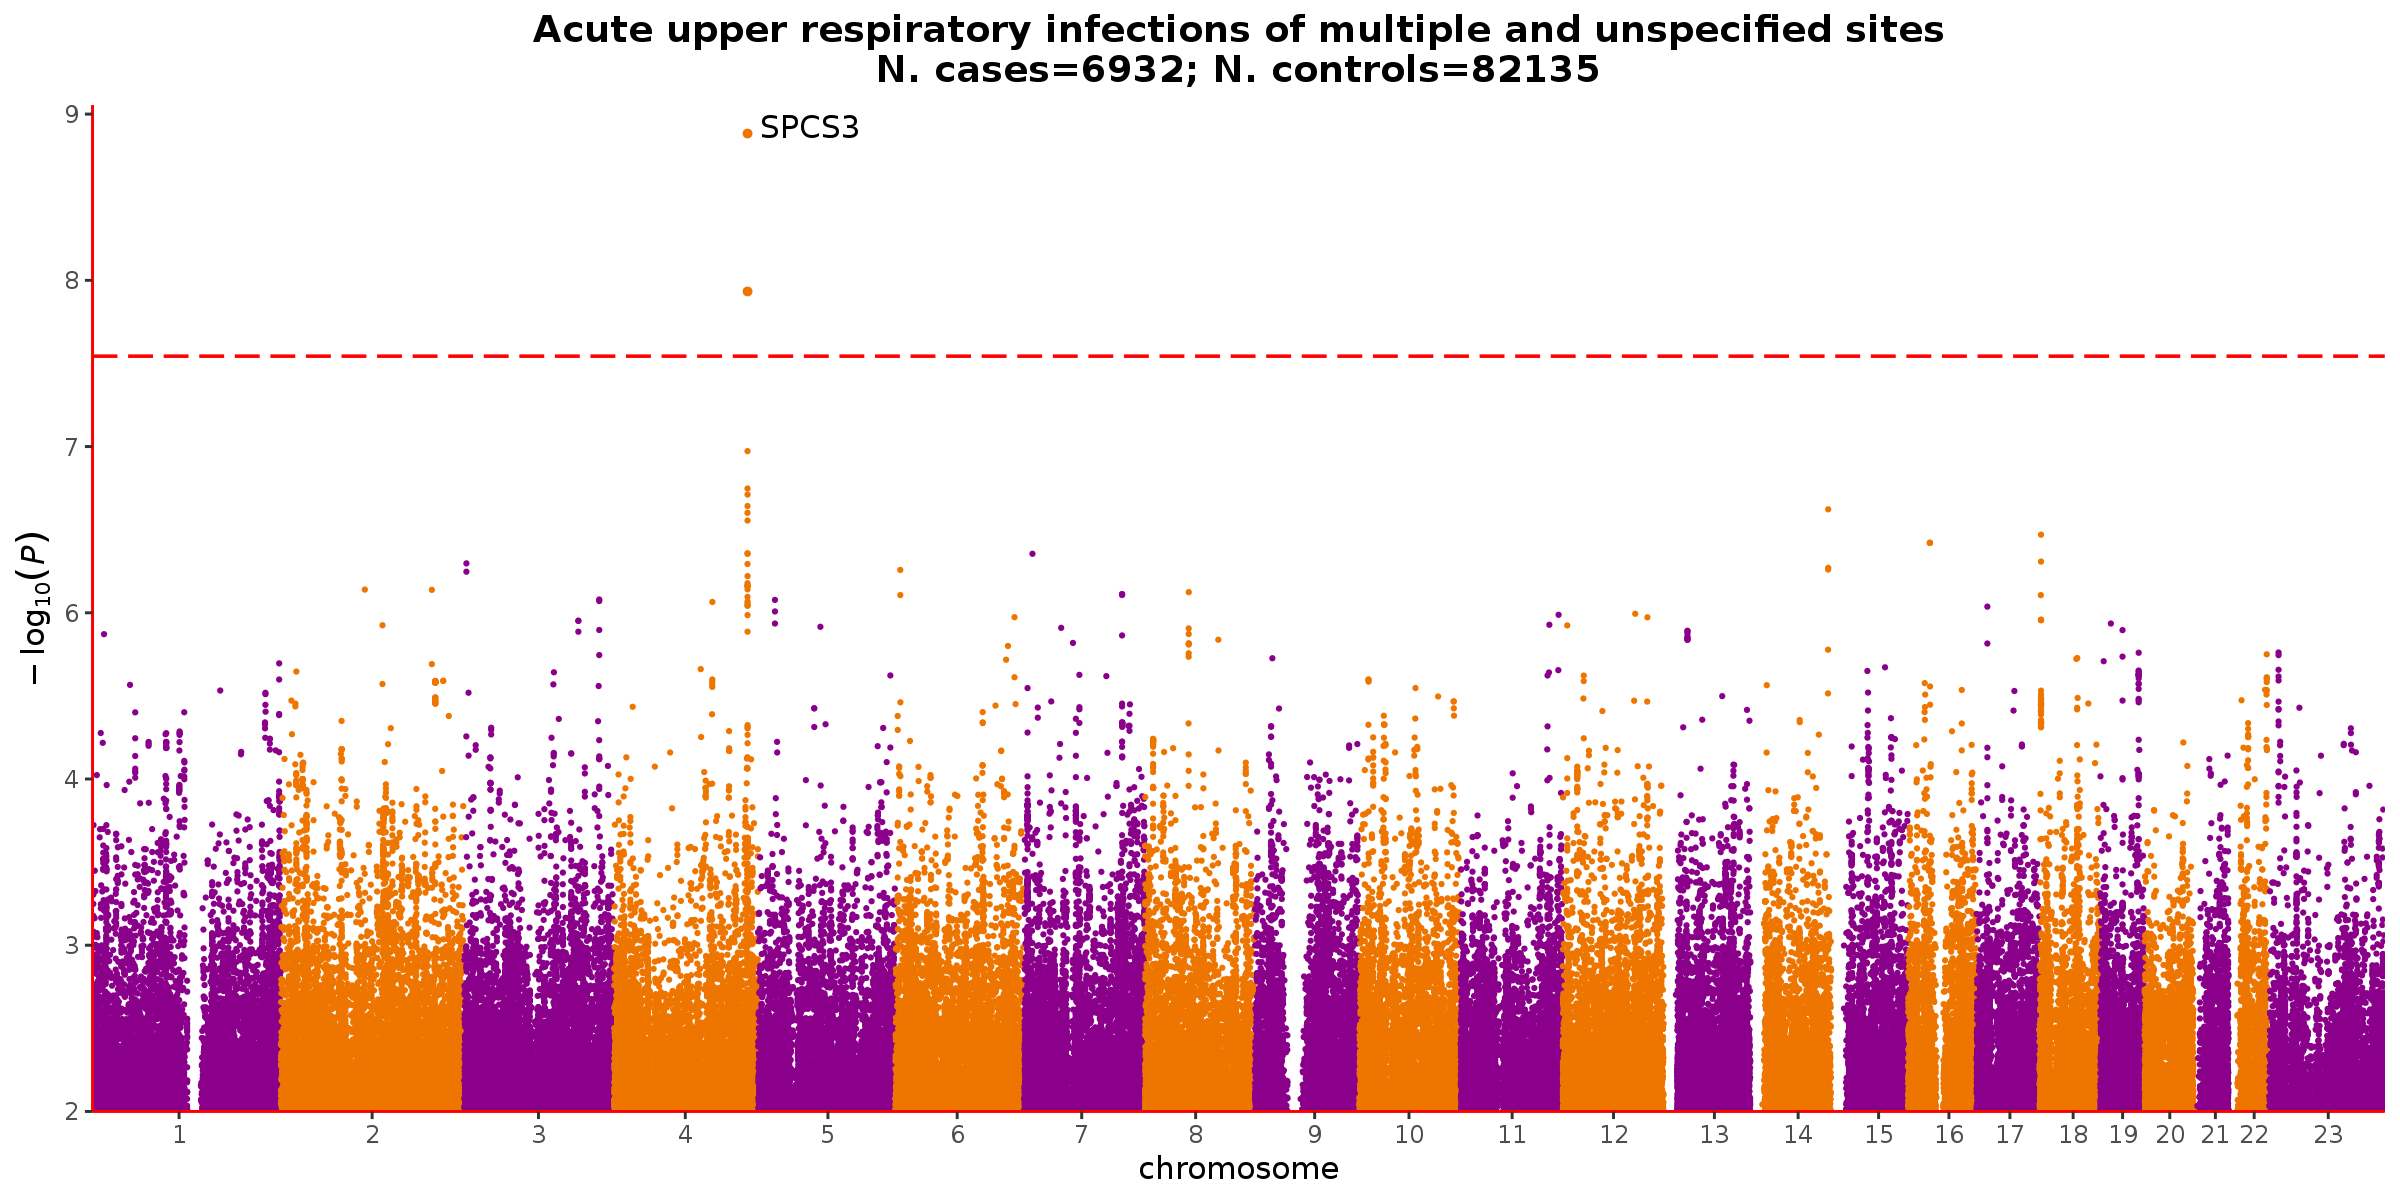 Acute upper respiratory infections of multiple and unspecified sites
N. cases=6932; N. controls=82135
9
SPCS3
8
7
6
4
3
2
−log₁₀(P)
1 2 3 4 5 6 7 8 9 10 11 12 13 14 15 16 17 18 19 20 21 22 23
chromosome